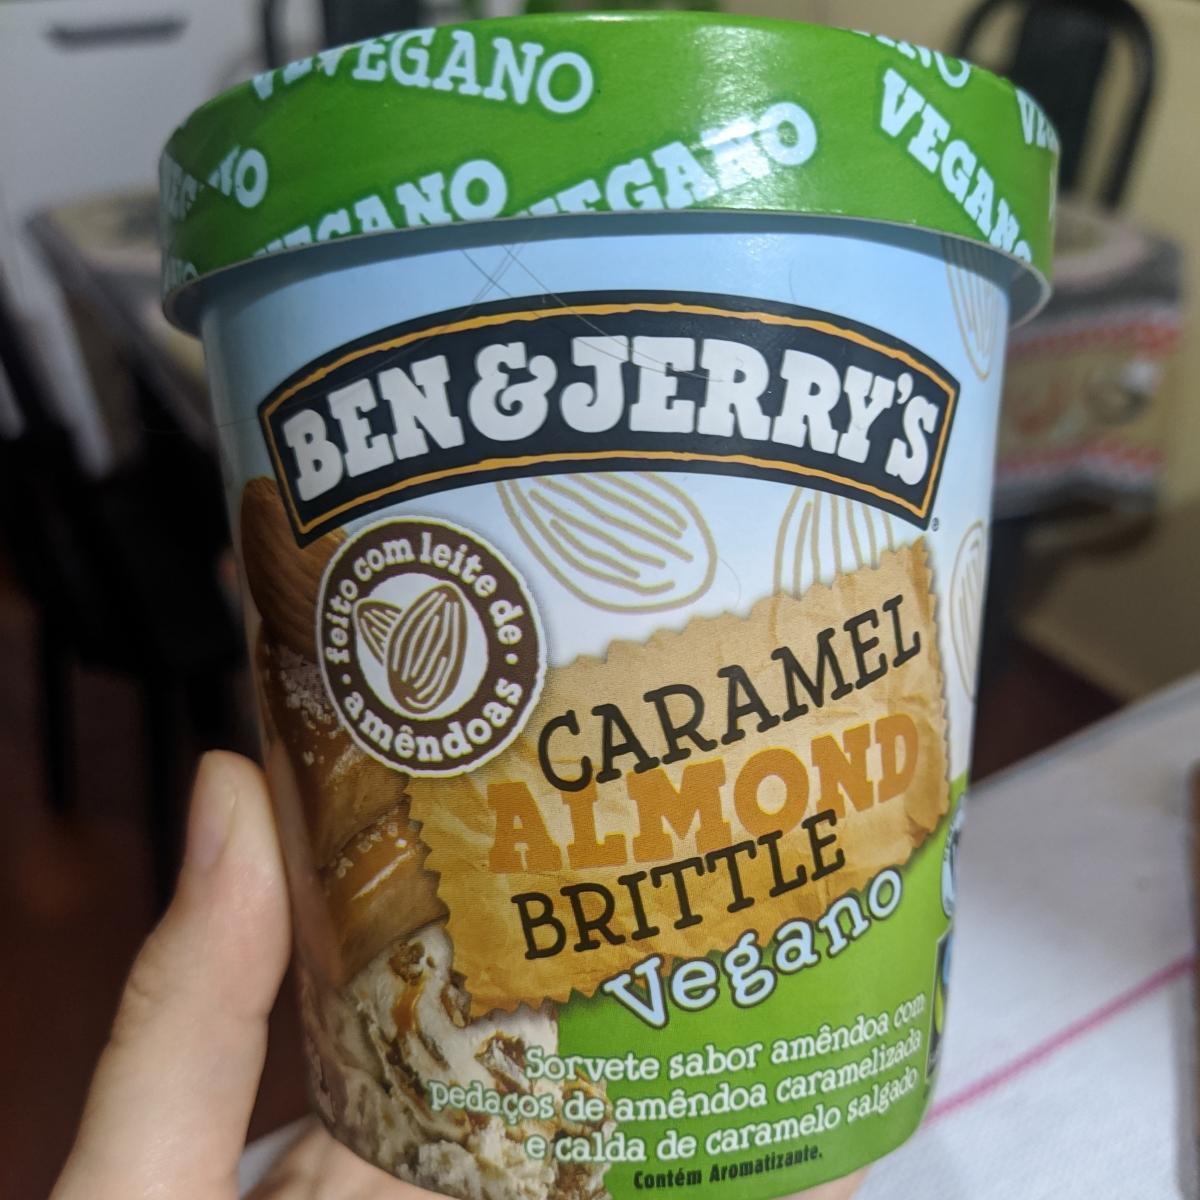 VEGANO
VEGANO
VEGANO
VEGANO
VEGANO
BEN & JERRY'S
feito com leite de
amêndoas
CARAMEL
ALMOND
BRITTLE
Vegano
Sorvete sabor amêndoa com
pedaços de amêndoa caramelizada
e calda de caramelo salgado
Contém Aromatizante.